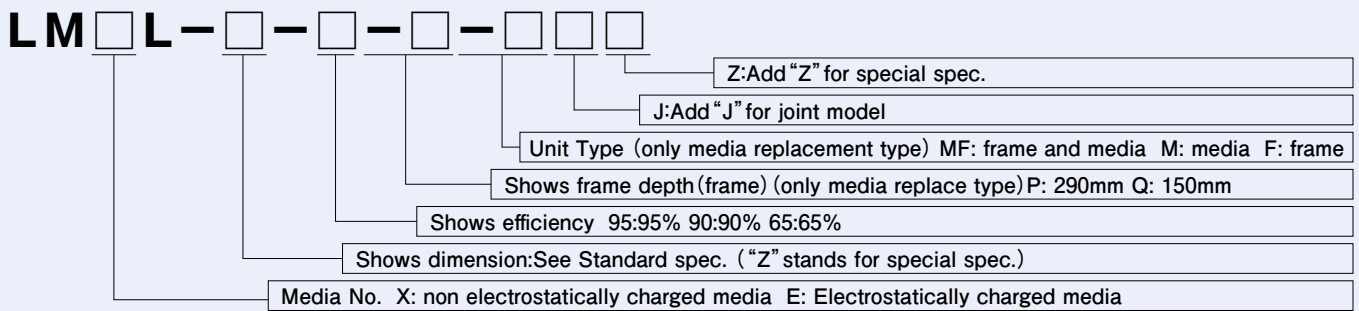 LM□L-□-□-□-□□□
Z:Add “Z” for special spec.
J:Add “J” for joint model
Unit Type (only media replacement type) MF: frame and media M: media F: frame
Shows frame depth(frame)(only media replace type)P: 290mm Q: 150mm
Shows efficiency 95:95% 90:90% 65:65%
Shows dimension:See Standard spec. (“Z” stands for special spec.)
Media No. X: non electrostatically charged media E: Electrostatically charged media